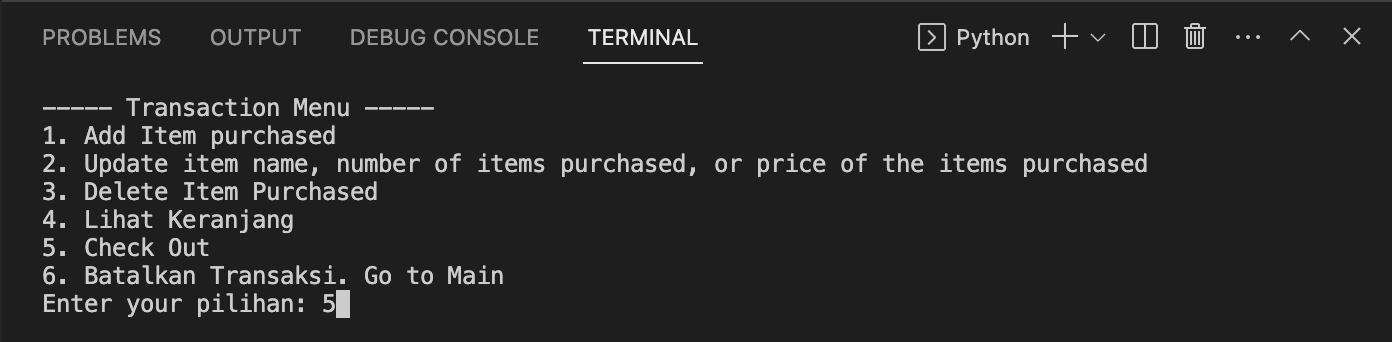 PROBLEMS OUTPUT DEBUG CONSOLE TERMINAL Python
----- Transaction Menu -----
1. Add Item purchased
2. Update item name, number of items purchased, or price of the items purchased
3. Delete Item Purchased
4. Lihat Keranjang
5. Check Out
6. Batalkan Transaksi. Go to Main
Enter your pilihan: 5